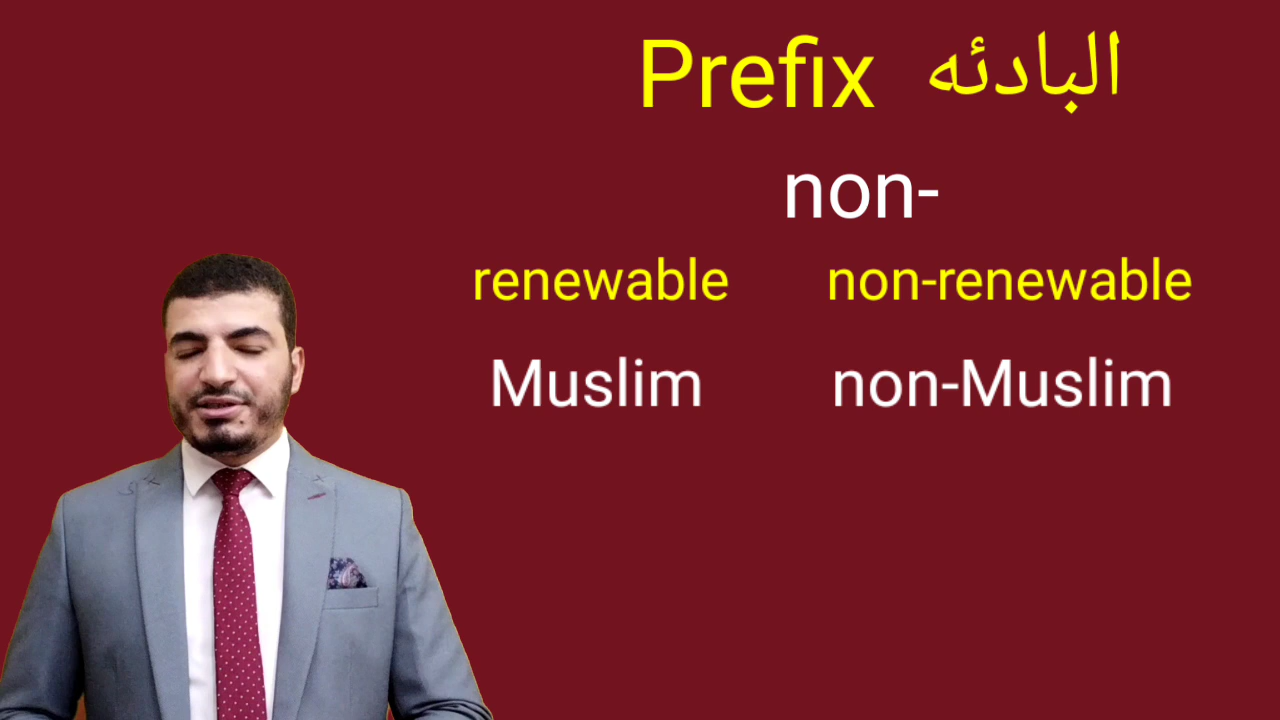 Prefix البادئه
non-
renewable non-renewable
Muslim non-Muslim